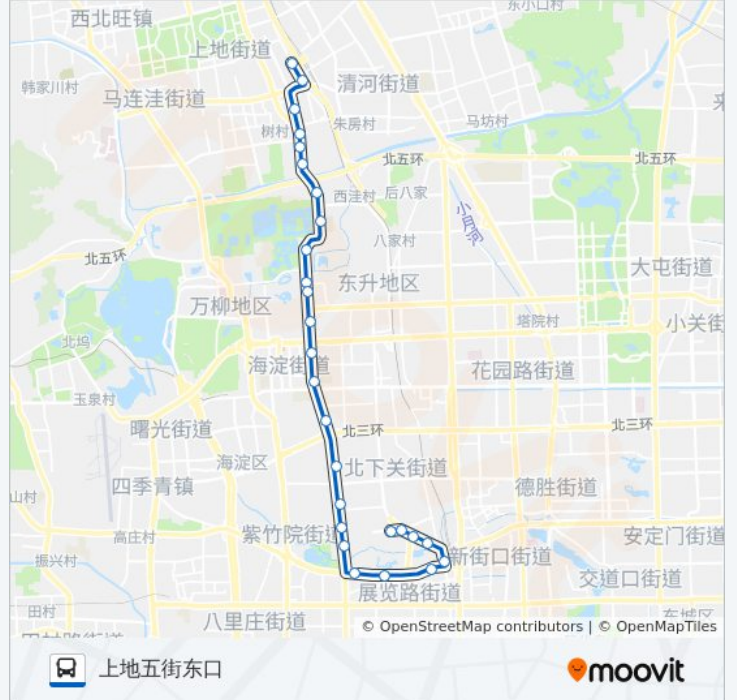 东小口村
西北旺镇
上地街道
清河街道
韩家川村
马连洼街道
树村
朱房村
马坊村
北五环
北五环
西洼村
后八家
小月河
八家村
北五环
东升地区
大屯街道
万柳地区
塔院村
小关街
北坞
海淀街道
花园路街道
玉泉村
曙光街道
北三环
北三环
海淀区
北下关街道
四季青镇
德胜街道
山村
高庄村
紫竹院街道
安定门街道
振兴村
新街口街道
交道口街道
展览路街道
田村
八里庄街道
© OpenStreetMap contributors | © OpenMapTiles
上地五街东口
moovit